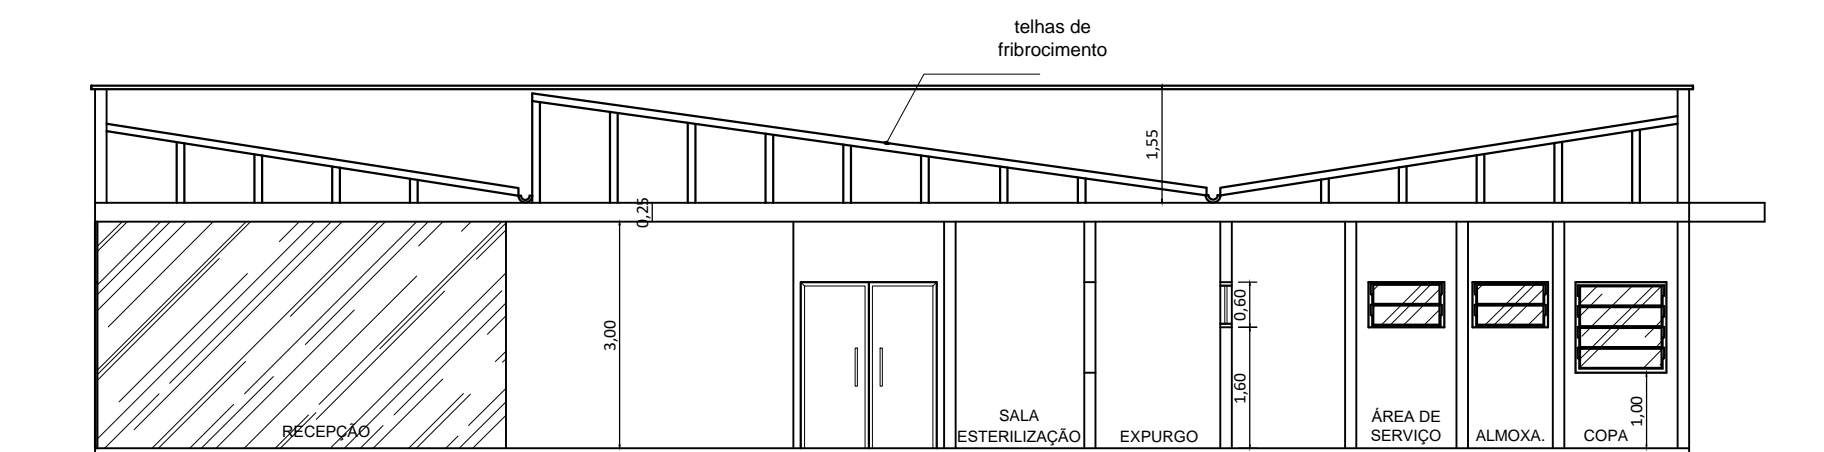 telhas de
fribrocimento
1,55
0,25
3,00
0,60
1,60
1,00
RECEPÇÃO
SALA
ESTERILIZAÇÃO
EXPURGO
ÁREA DE
SERVIÇO
ALMOXA.
COPA